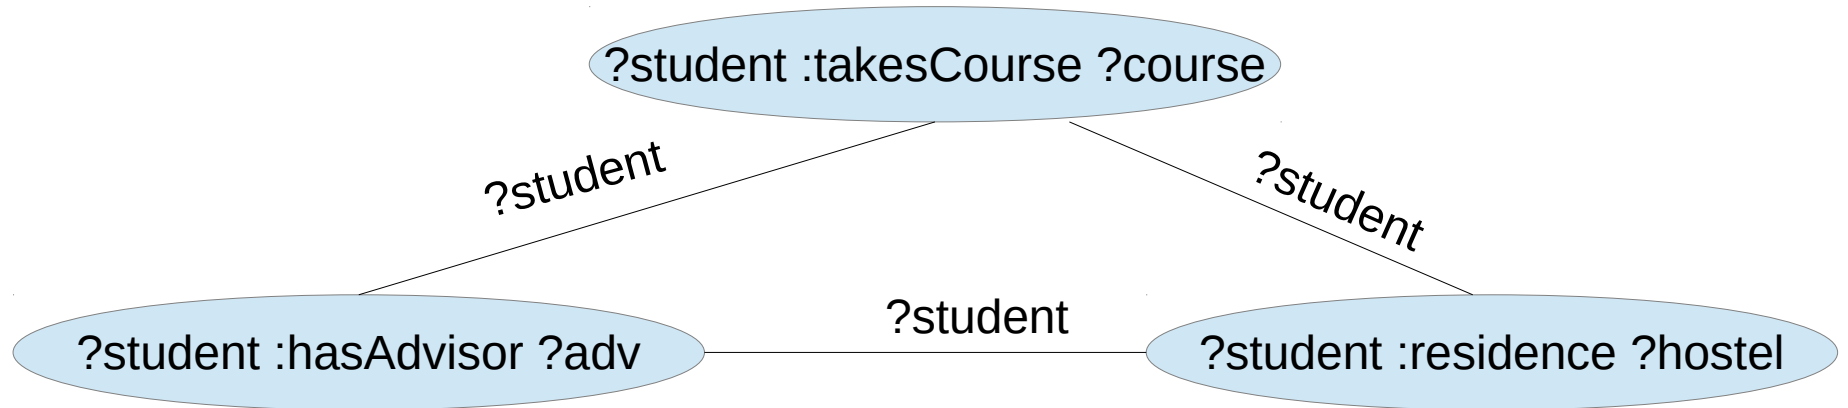 ?student :takesCourse ?course
?student
?student
?student
?student :hasAdvisor ?adv
?student :residence ?hostel